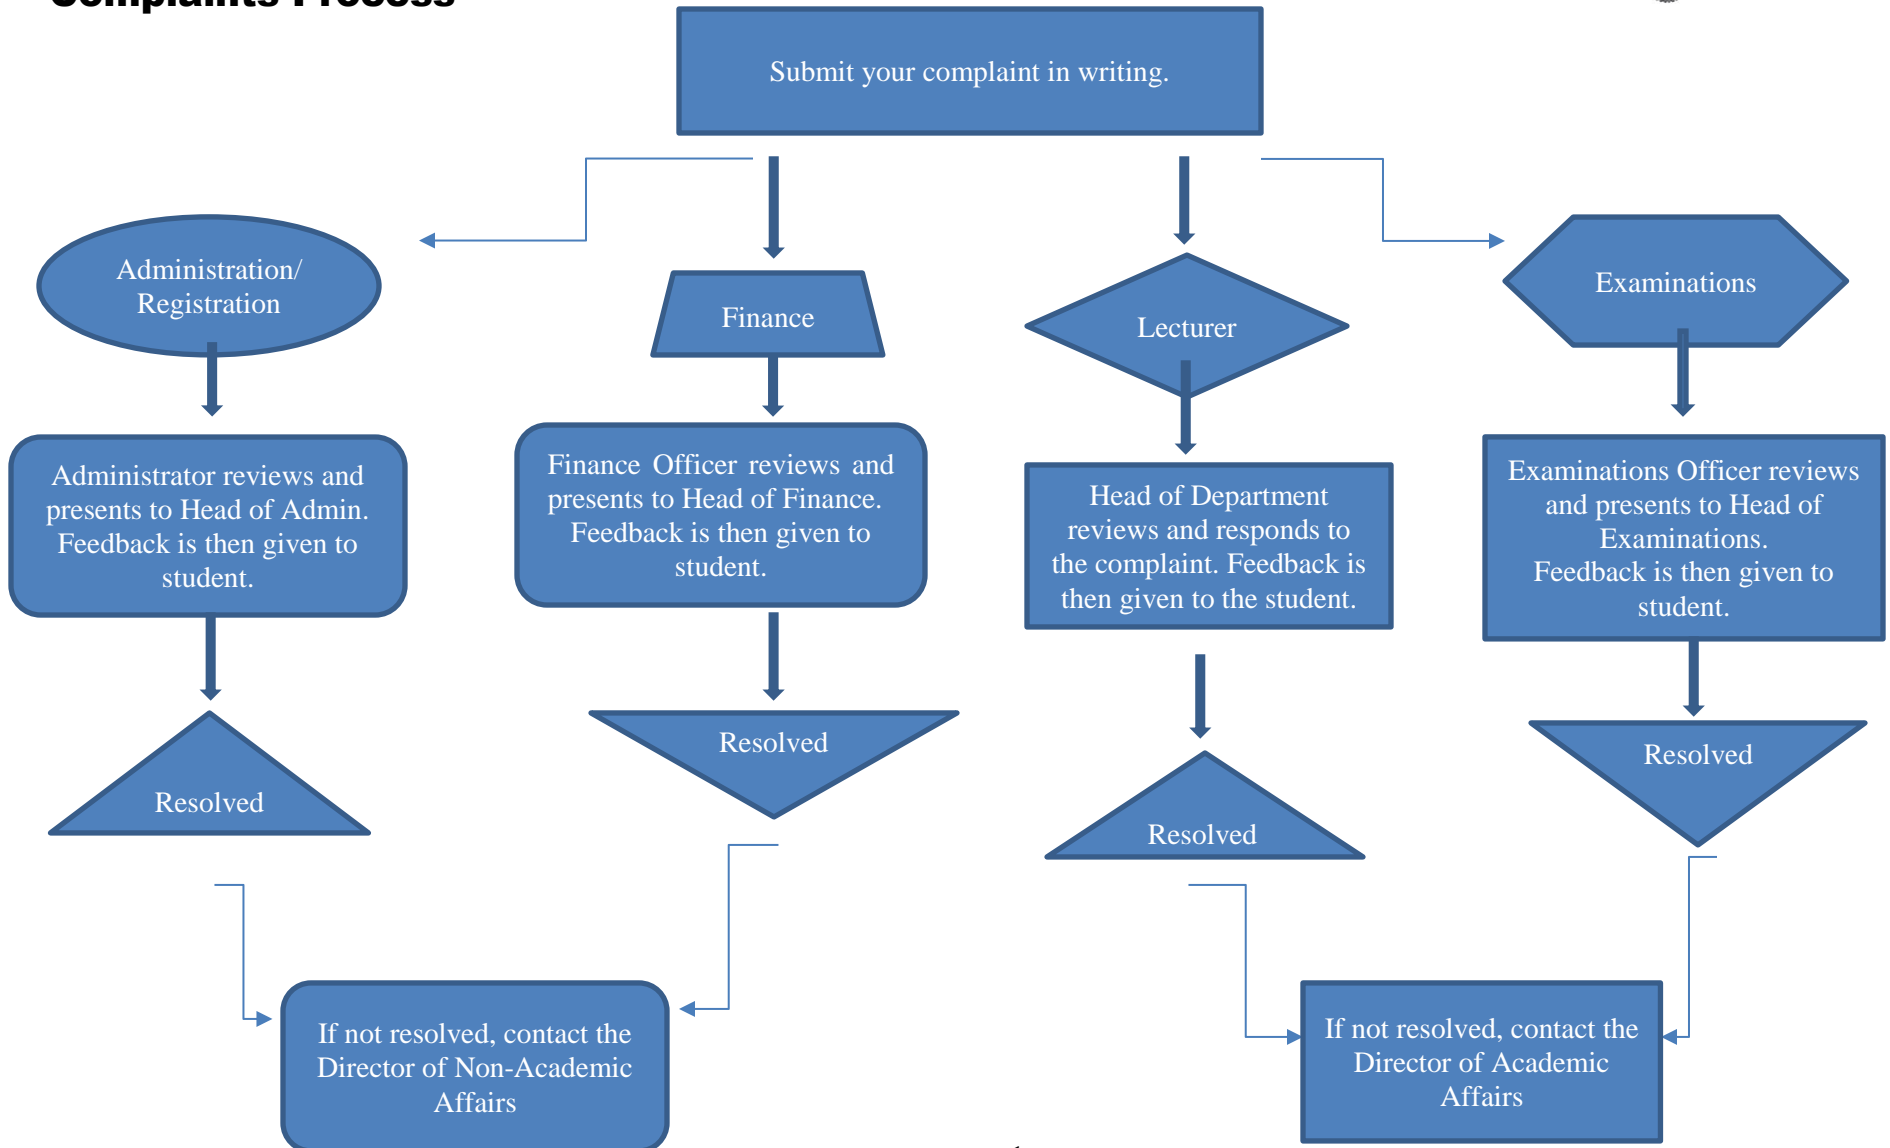 Complaints Process
Submit your complaint in writing.
Administration/
Registration
Finance
Lecturer
Examinations
Administrator reviews and
presents to Head of Admin.
Feedback is then given to
student.
Finance Officer reviews and
presents to Head of Finance.
Feedback is then given to
student.
Head of Department
reviews and responds to
the complaint. Feedback is
then given to the student.
Examinations Officer reviews
and presents to Head of
Examinations.
Feedback is then given to
student.
Resolved
Resolved
Resolved
Resolved
If not resolved, contact the
Director of Non-Academic
Affairs
If not resolved, contact the
Director of Academic
Affairs